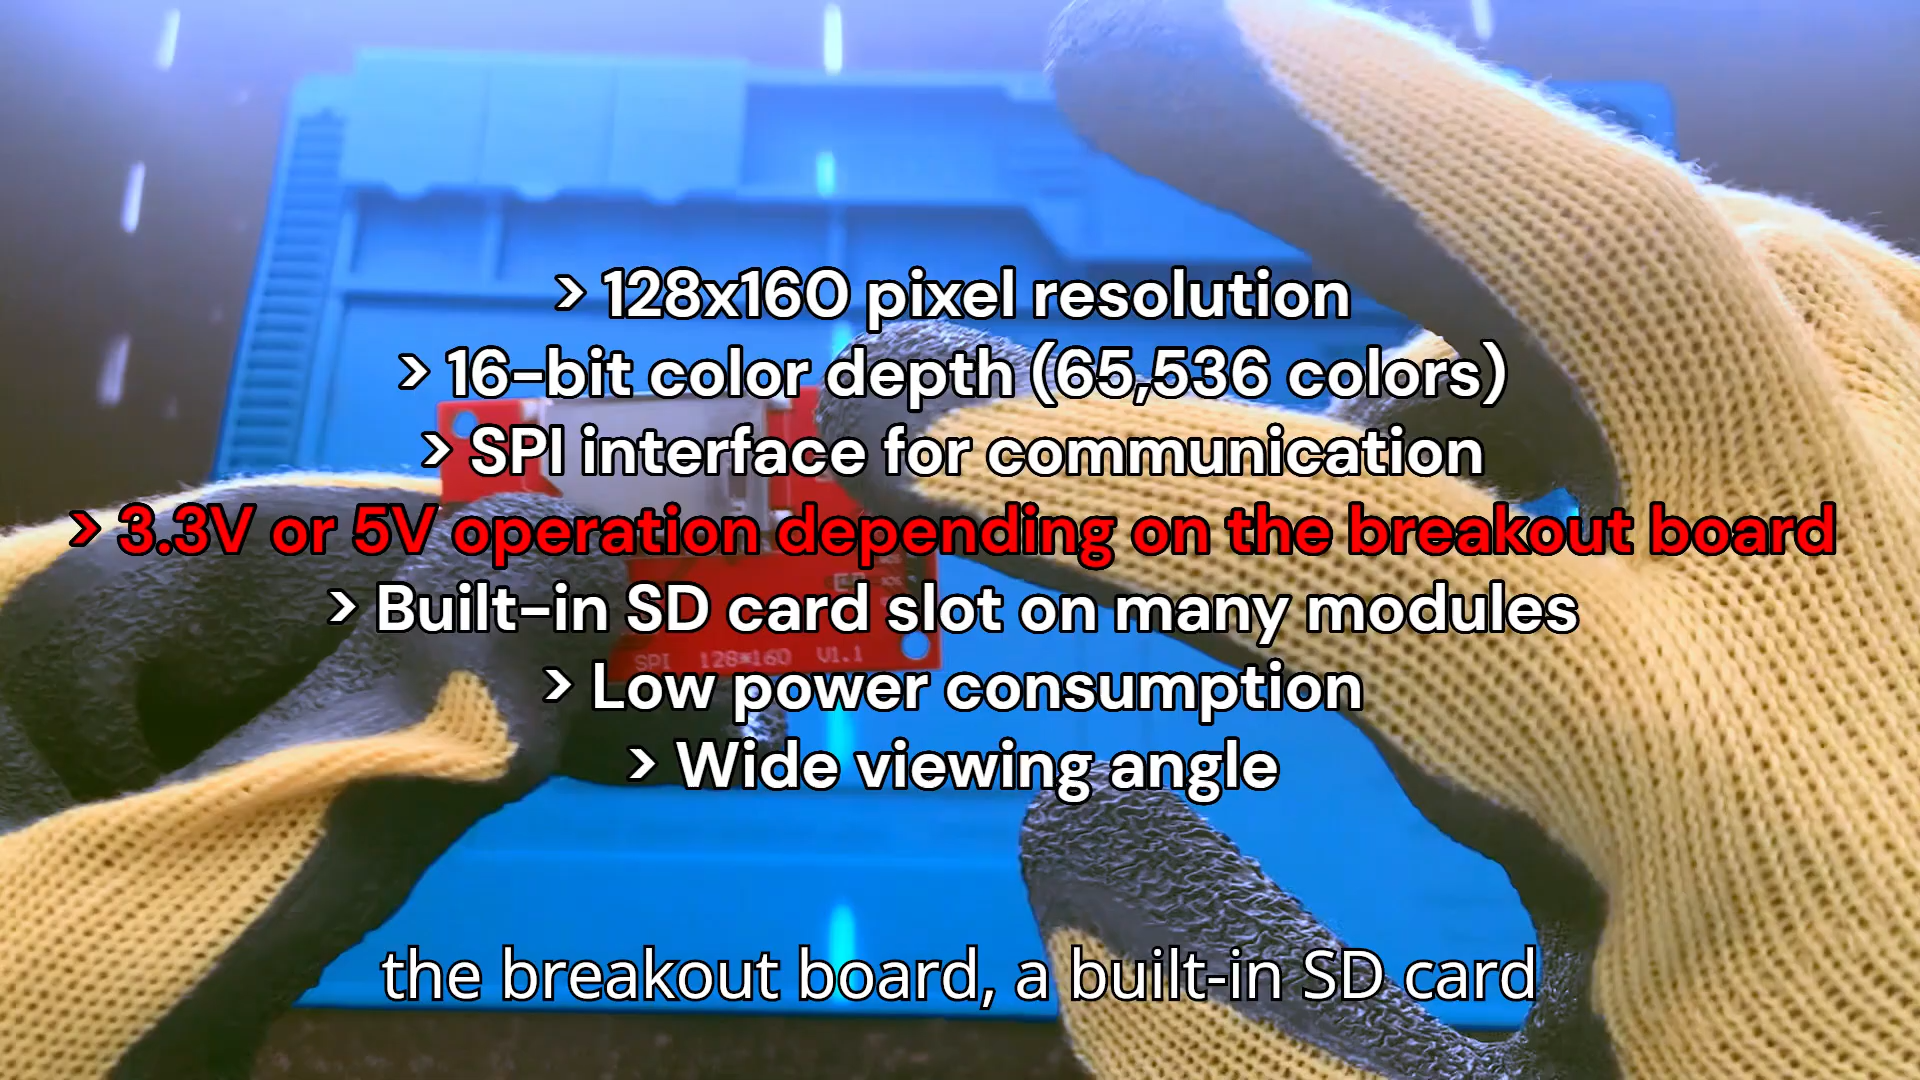 > 128x160 pixel resolution
> 16-bit color depth (65,536 colors)
> SPI interface for communication
> 3.3V or 5V operation depending on the breakout board
> Built-in SD card slot on many modules
SPI 128*160 V1.1
> Low power consumption
> Wide viewing angle
the breakout board, a built-in SD card